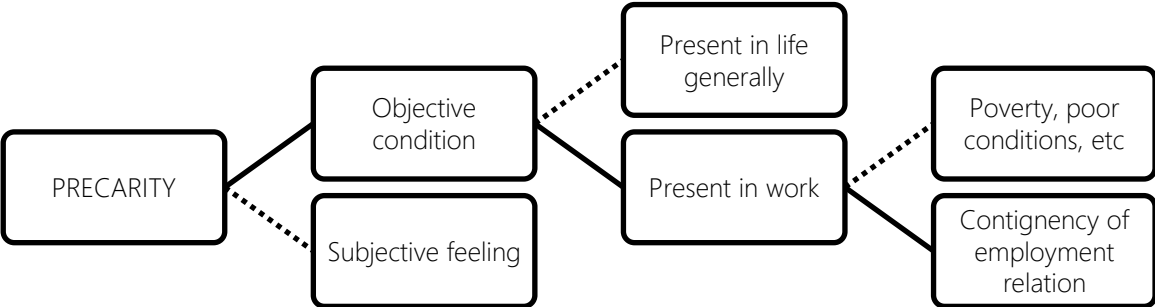 PRECARITY
Objective
condition
Subjective feeling
Present in life
generally
Present in work
Poverty, poor
conditions, etc
Contignency of
employment
relation